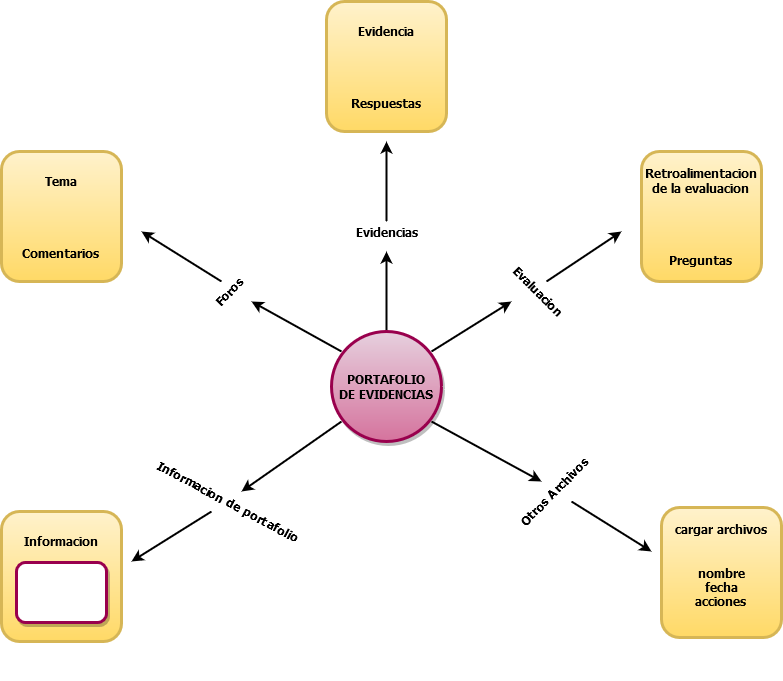 Evidencia
Respuestas
Tema
Comentarios
Retroalimentacion
de la evaluacion
Preguntas
Evidencias
Foros
Evaluacion
PORTAFOLIO
DE EVIDENCIAS
Informacion de portafolio
Otros Archivos
Informacion
cargar archivos
nombre
fecha
acciones